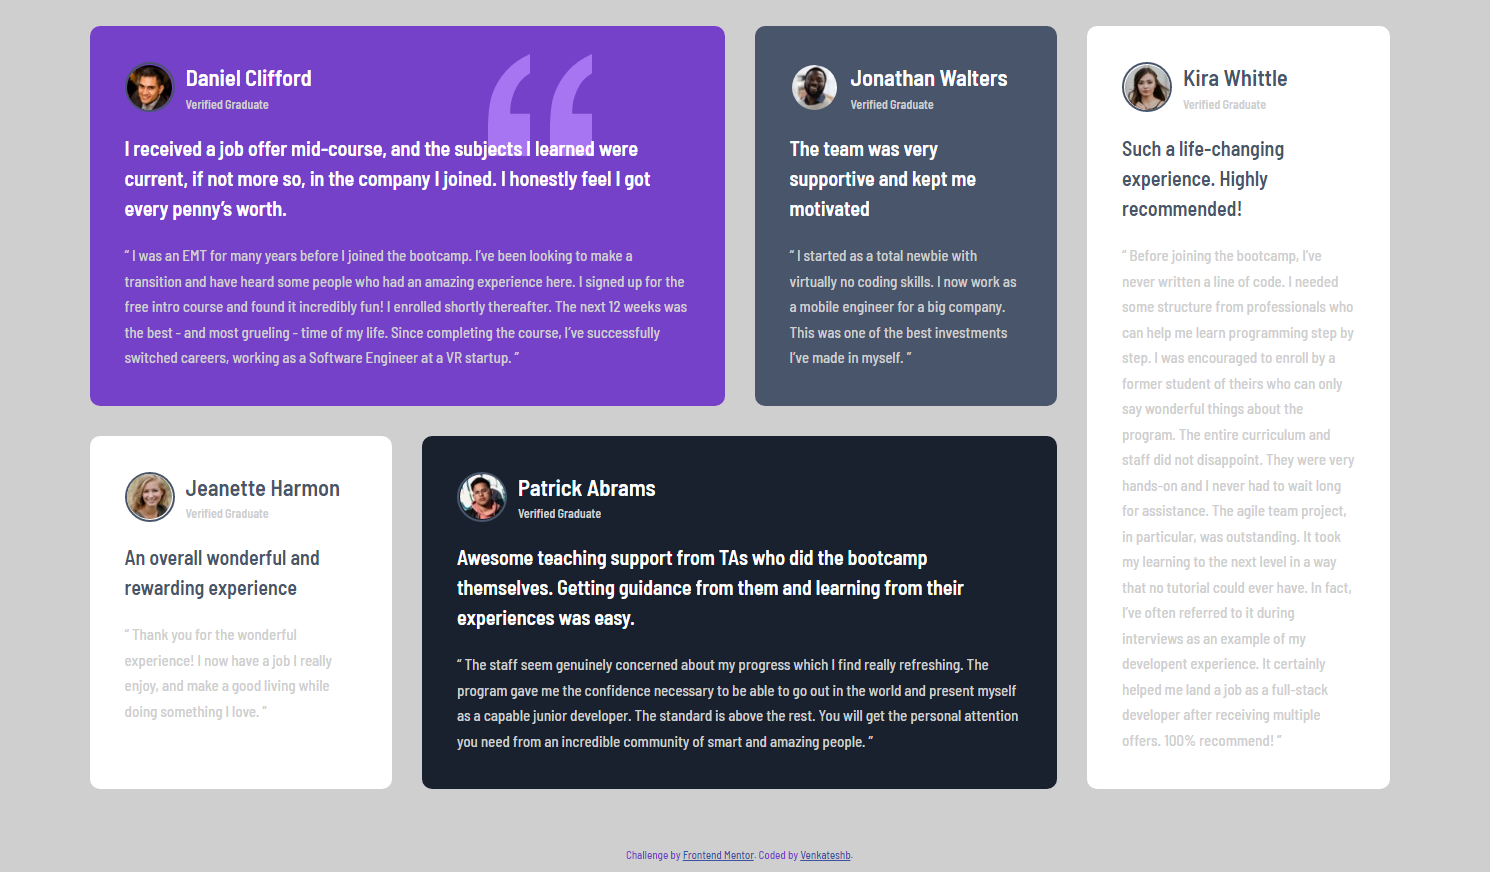 Daniel Clifford
Verified Graduate
I received a job offer mid-course, and the subjects I learned were
current, if not more so, in the company I joined. I honestly feel I got
every penny’s worth.
“ I was an EMT for many years before I joined the bootcamp. I’ve been looking to make a
transition and have heard some people who had an amazing experience here. I signed up for the
free intro course and found it incredibly fun! I enrolled shortly thereafter. The next 12 weeks was
the best - and most grueling - time of my life. Since completing the course, I’ve successfully
switched careers, working as a Software Engineer at a VR startup. ”
Jonathan Walters
Verified Graduate
The team was very
supportive and kept me
motivated
“ I started as a total newbie with
virtually no coding skills. I now work as
a mobile engineer for a big company.
This was one of the best investments
I’ve made in myself. ”
Kira Whittle
Verified Graduate
Such a life-changing
experience. Highly
recommended!
“ Before joining the bootcamp, I’ve
never written a line of code. I needed
some structure from professionals who
can help me learn programming step by
step. I was encouraged to enroll by a
former student of theirs who can only
say wonderful things about the
program. The entire curriculum and
staff did not disappoint. They were very
hands-on and I never had to wait long
for assistance. The agile team project,
in particular, was outstanding. It took
my learning to the next level in a way
that no tutorial could ever have. In fact,
I’ve often referred to it during
interviews as an example of my
developent experience. It certainly
helped me land a job as a full-stack
developer after receiving multiple
offers. 100% recommend! ”
Jeanette Harmon
Verified Graduate
An overall wonderful and
rewarding experience
“ Thank you for the wonderful
experience! I now have a job I really
enjoy, and make a good living while
doing something I love. ”
Patrick Abrams
Verified Graduate
Awesome teaching support from TAs who did the bootcamp
themselves. Getting guidance from them and learning from their
experiences was easy.
“ The staff seem genuinely concerned about my progress which I find really refreshing. The
program gave me the confidence necessary to be able to go out in the world and present myself
as a capable junior developer. The standard is above the rest. You will get the personal attention
you need from an incredible community of smart and amazing people. ”
Challenge by Frontend Mentor. Coded by Venkateshb.